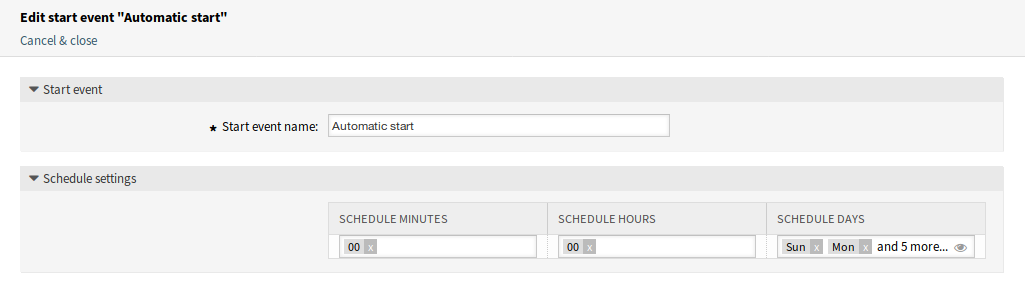 Edit start event "Automatic start"
Cancel & close
Start event
* Start event name: Automatic start
Schedule settings
SCHEDULE MINUTES SCHEDULE HOURS SCHEDULE DAYS
00 x 00 x Sun x Mon x and 5 more...